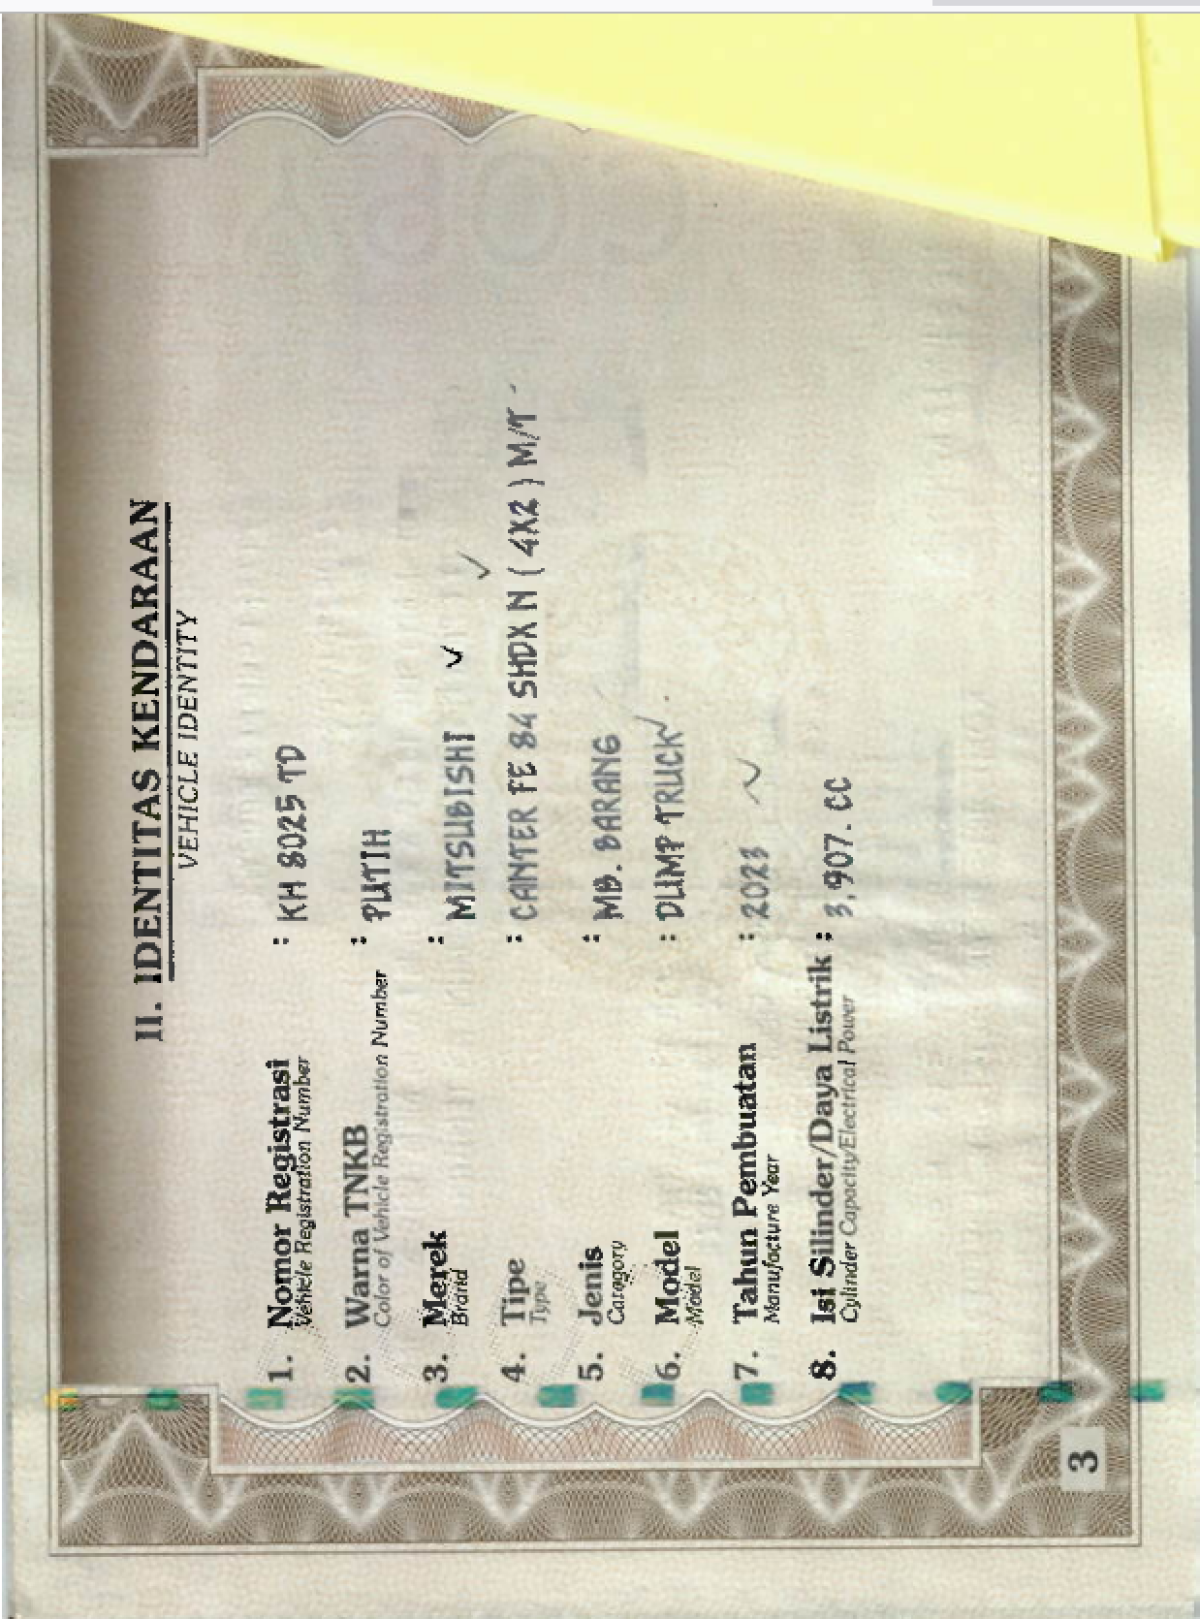 II. IDENTITAS KENDARAAN
VEHICLE IDENTITY
1. Nomor Registrasi : KH 8025 TD
Vehicle Registration Number
2. Warna TNKB : PUTIH
Color of Vehicle Registration Number
3. Merek : MITSUBISHI
Brand
4. Tipe : CANTER FE 84 SHDX N ( 4X2 ) M/T
Type
5. Jenis : MB. BARANG
Category
6. Model : DUMP TRUCK
Model
7. Tahun Pembuatan : 2023
Manufacture Year
8. Isi Silinder/Daya Listrik : 3,907. CC
Cylinder Capacity/Electrical Power
3